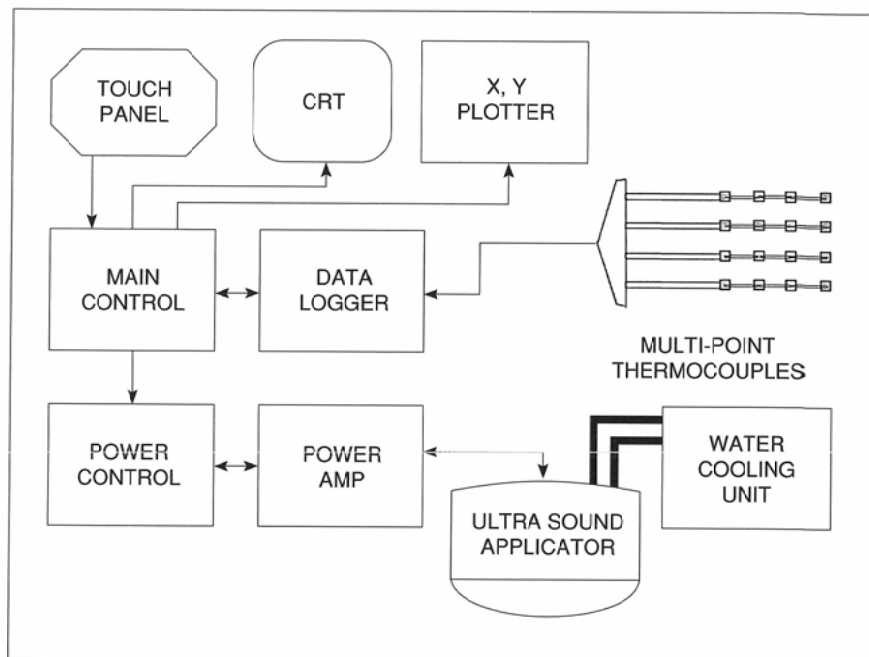 TOUCH
PANEL
CRT
X, Y
PLOTTER
MAIN
CONTROL
DATA
LOGGER
MULTI-POINT
THERMOCOUPLES
POWER
CONTROL
POWER
AMP
ULTRA SOUND
APPLICATOR
WATER
COOLING
UNIT